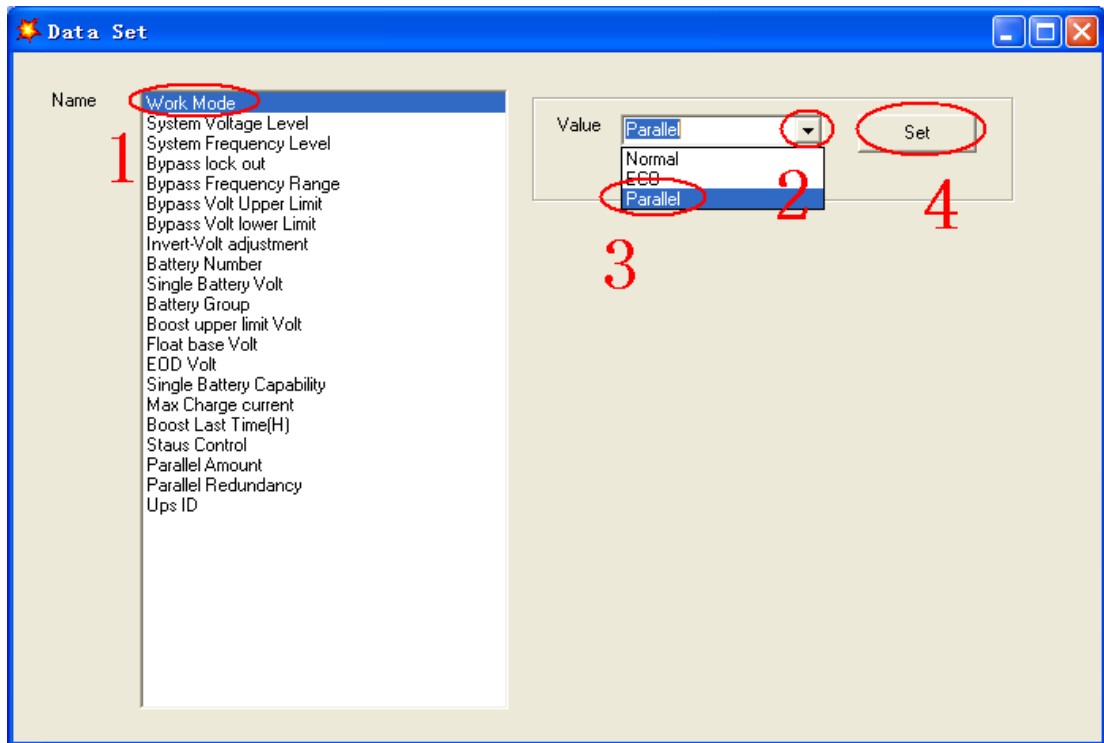 Data Set
Name
Work Mode
System Voltage Level
System Frequency Level
Bypass lock out
Bypass Frequency Range
Bypass Volt Upper Limit
Bypass Volt lower Limit
Invert-Volt adjustment
Battery Number
Single Battery Volt
Battery Group
Boost upper limit Volt
Float base Volt
EOD Volt
Single Battery Capability
Max Charge current
Boost Last Time(H)
Staus Control
Parallel Amount
Parallel Redundancy
Ups ID
1
Value
Parallel
Normal
ECO
Parallel
2
3
Set
4